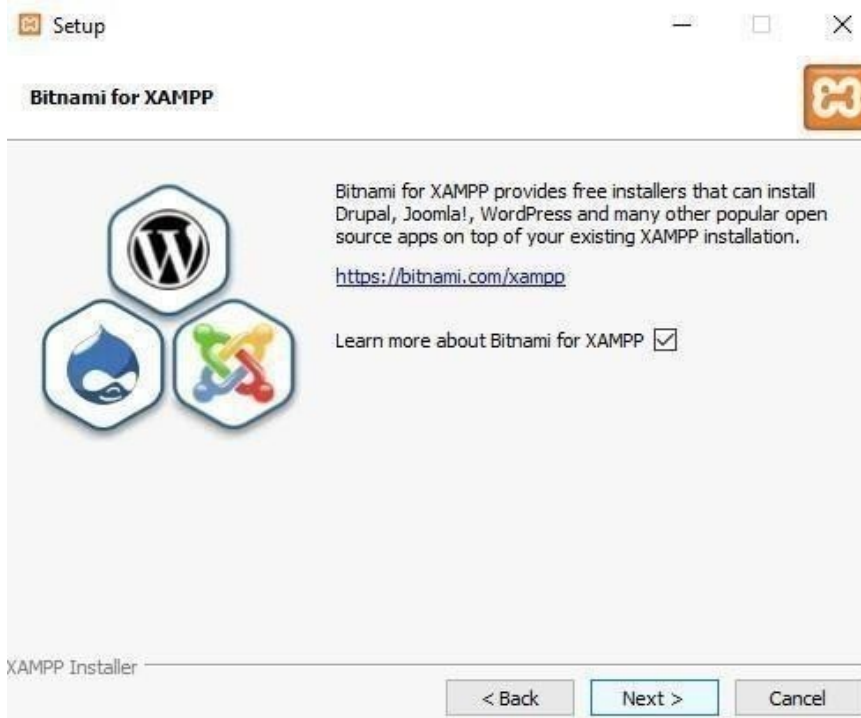 Setup
Bitnami for XAMPP
Bitnami for XAMPP provides free installers that can install
Drupal, Joomla!, WordPress and many other popular open
source apps on top of your existing XAMPP installation.
https://bitnami.com/xampp
Learn more about Bitnami for XAMPP
XAMPP Installer
< Back
Next >
Cancel